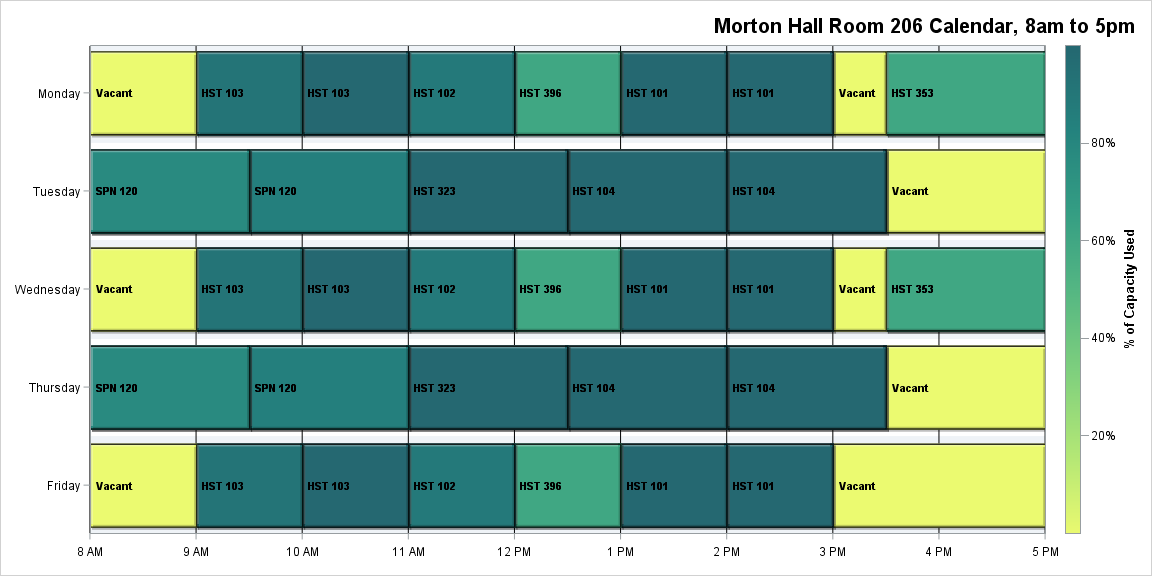 Morton Hall Room 206 Calendar, 8am to 5pm
Monday
Vacant
HST 103
HST 103
HST 102
HST 396
HST 101
HST 101
Vacant
HST 353
Tuesday
SPN 120
SPN 120
HST 323
HST 104
HST 104
Vacant
Wednesday
Vacant
HST 103
HST 103
HST 102
HST 396
HST 101
HST 101
Vacant
HST 353
Thursday
SPN 120
SPN 120
HST 323
HST 104
HST 104
Vacant
Friday
Vacant
HST 103
HST 103
HST 102
HST 396
HST 101
HST 101
Vacant
8 AM
9 AM
10 AM
11 AM
12 PM
1 PM
2 PM
3 PM
4 PM
5 PM
80%
60%
40%
20%
% of Capacity Used